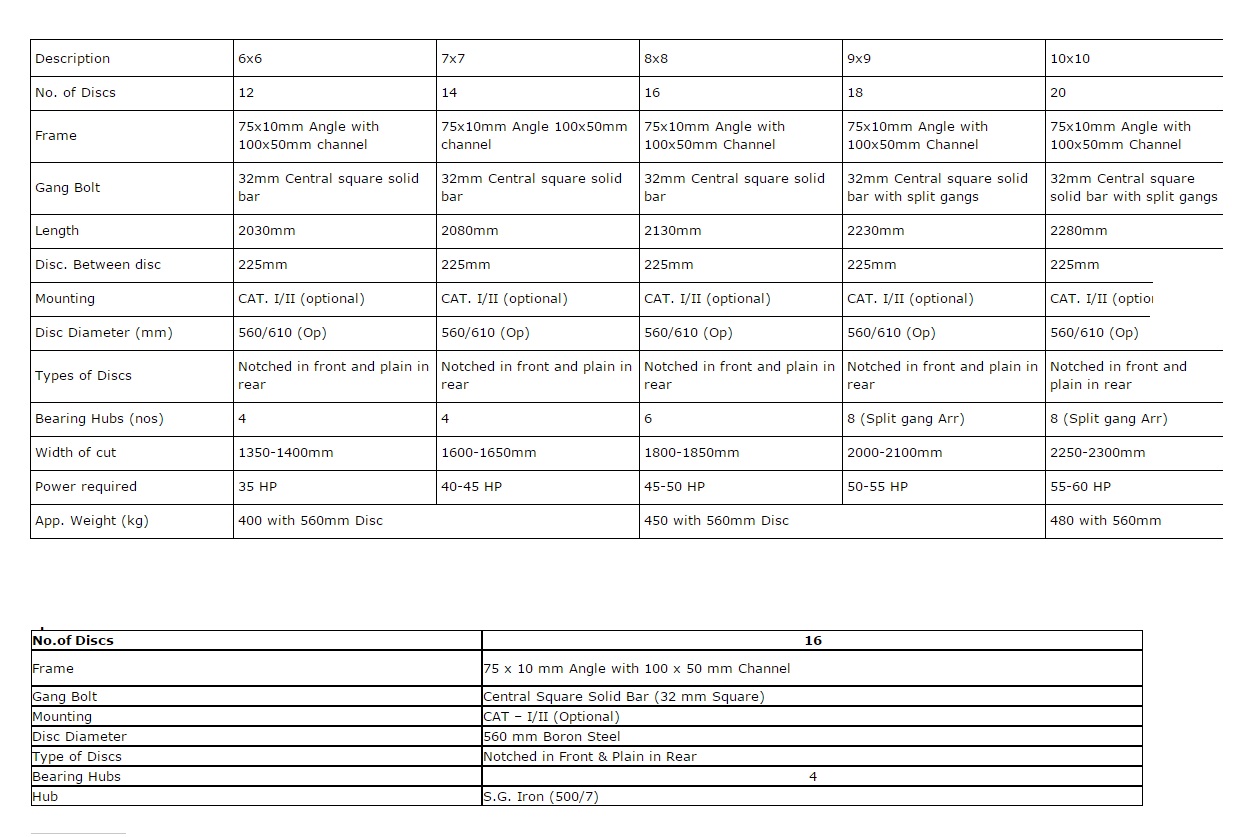 Description 6x6 7x7 8x8 9x9 10x10
No. of Discs 12 14 16 18 20
Frame 75x10mm Angle with 100x50mm channel 75x10mm Angle 100x50mm channel 75x10mm Angle with 100x50mm Channel 75x10mm Angle with 100x50mm Channel 75x10mm Angle with 100x50mm Channel
Gang Bolt 32mm Central square solid bar 32mm Central square solid bar 32mm Central square solid bar 32mm Central square solid bar with split gangs 32mm Central square solid bar with split gangs
Length 2030mm 2080mm 2130mm 2230mm 2280mm
Disc. Between disc 225mm 225mm 225mm 225mm 225mm
Mounting CAT. I/II (optional) CAT. I/II (optional) CAT. I/II (optional) CAT. I/II (optional) CAT. I/II
Disc Diameter (mm) 560/610 (Op) 560/610 (Op) 560/610 (Op) 560/610 (Op) 560/610 (Op)
Types of Discs Notched in front and plain in rear Notched in front and plain in rear Notched in front and plain in rear Notched in front and plain in rear Notched in front and plain in rear
Bearing Hubs (nos) 4 4 6 8 (Split gang Arr) 8 (Split gang Arr)
Width of cut 1350-1400mm 1600-1650mm 1800-1850mm 2000-2100mm 2250-2300mm
Power required 35 HP 40-45 HP 45-50 HP 50-55 HP 55-60 HP
App. Weight (kg) 400 with 560mm Disc 450 with 560mm Disc 480 with 560mm
No.of Discs 16
Frame 75 x 10 mm Angle with 100 x 50 mm Channel
Gang Bolt Central Square Solid Bar (32 mm Square)
Mounting CAT – I/II (Optional)
Disc Diameter 560 mm Boron Steel
Type of Discs Notched in Front & Plain in Rear
Bearing Hubs 4
Hub S.G. Iron (500/7)